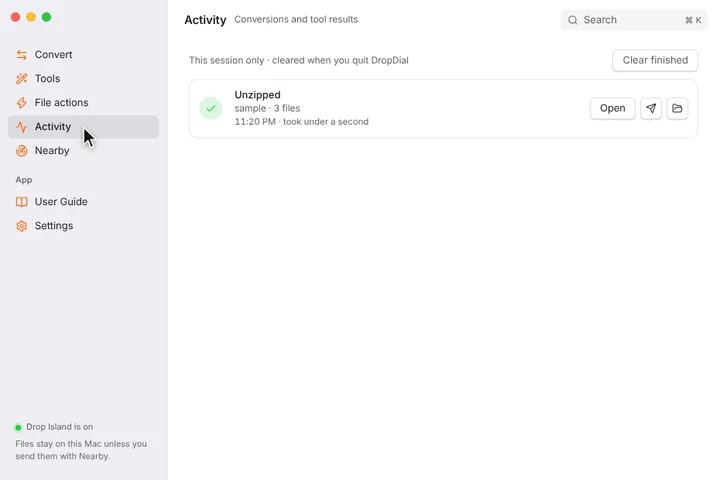 Activity Conversions and tool results
Search ⌘ K
Convert
Tools
File actions
Activity
Nearby
App
User Guide
Settings
Drop Island is on
Files stay on this Mac unless you
send them with Nearby.
This session only · cleared when you quit DropDial
Clear finished
Unzipped
sample · 3 files
11:20 PM · took under a second
Open